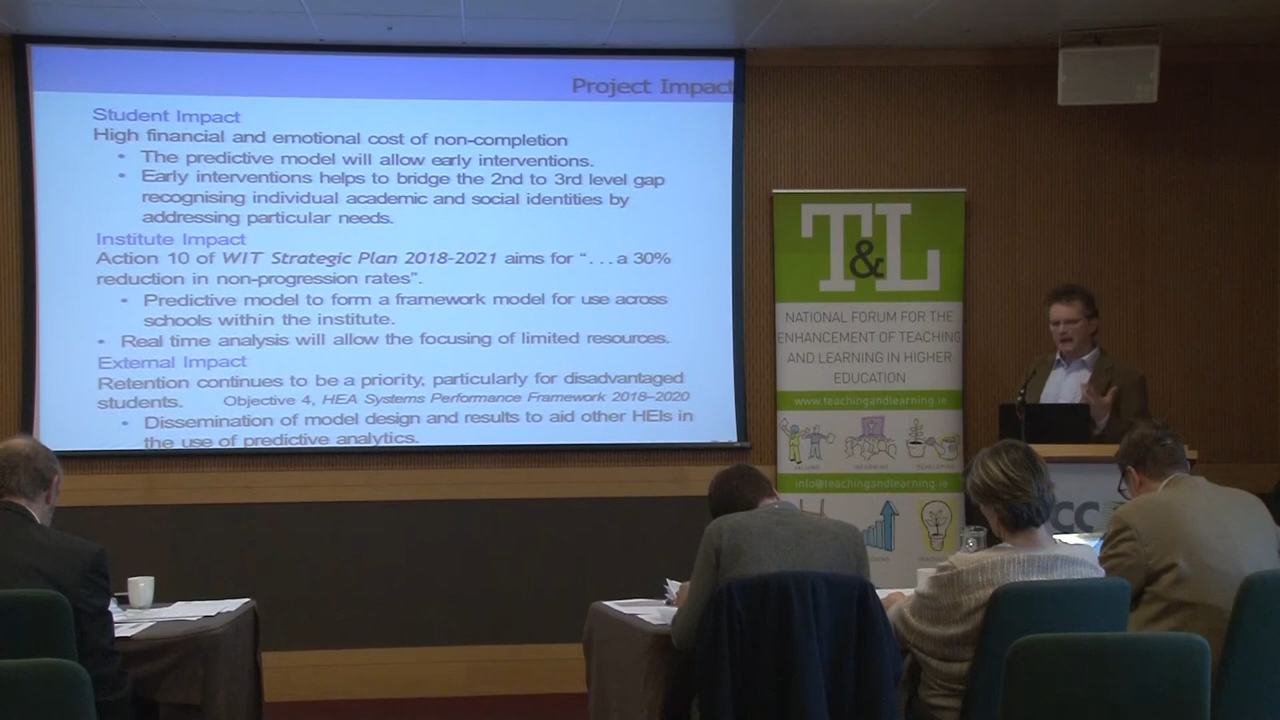 Project Impact
Student Impact
High financial and emotional cost of non-completion
• The predictive model will allow early interventions.
• Early interventions helps to bridge the 2nd to 3rd level gap
recognising individual academic and social identities by
addressing particular needs.
Institute Impact
Action 10 of WIT Strategic Plan 2018-2021 aims for “. . . a 30%
reduction in non-progression rates”.
• Predictive model to form a framework model for use across
schools within the institute.
• Real time analysis will allow the focusing of limited resources.
External Impact
Retention continues to be a priority, particularly for disadvantaged
students. Objective 4, HEA Systems Performance Framework 2018–2020
• Dissemination of model design and results to aid other HEIs in
the use of predictive analytics.
T&L
NATIONAL FORUM FOR THE
ENHANCEMENT OF TEACHING
AND LEARNING IN HIGHER
EDUCATION
www.teachingandlearning.ie
VALUING INFORMING DEVELOPING
info@teachingandlearning.ie
CC